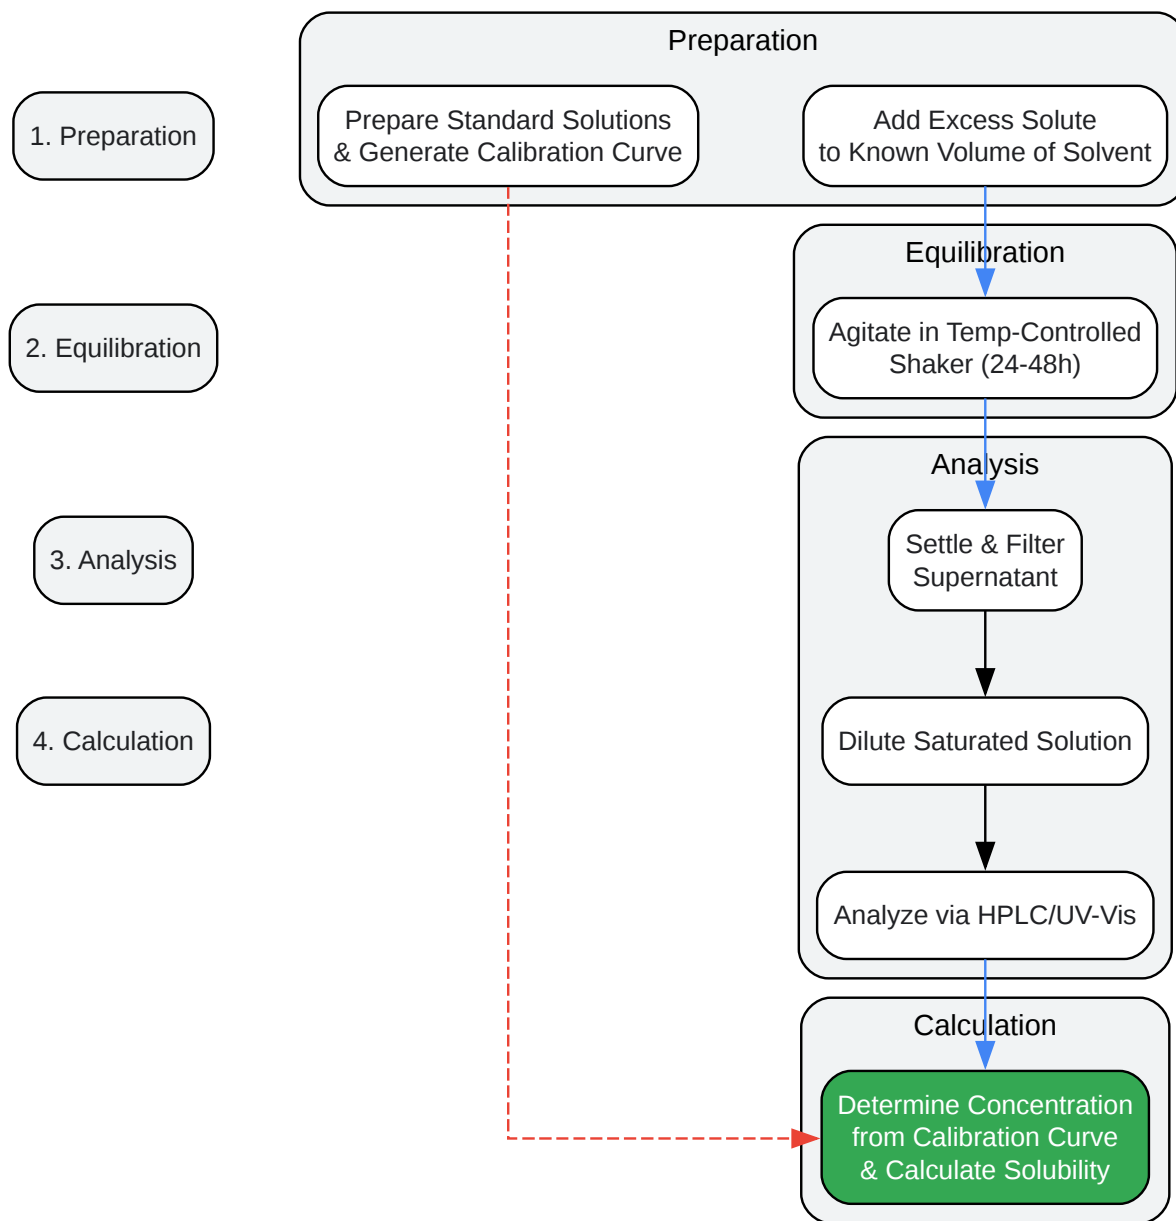 Preparation
1. Preparation
Prepare Standard Solutions
& Generate Calibration Curve
Add Excess Solute
to Known Volume of Solvent
Equilibration
2. Equilibration
Agitate in Temp-Controlled
Shaker (24-48h)
Analysis
3. Analysis
Settle & Filter
Supernatant
4. Calculation
Dilute Saturated Solution
Analyze via HPLC/UV-Vis
Calculation
Determine Concentration
from Calibration Curve
& Calculate Solubility